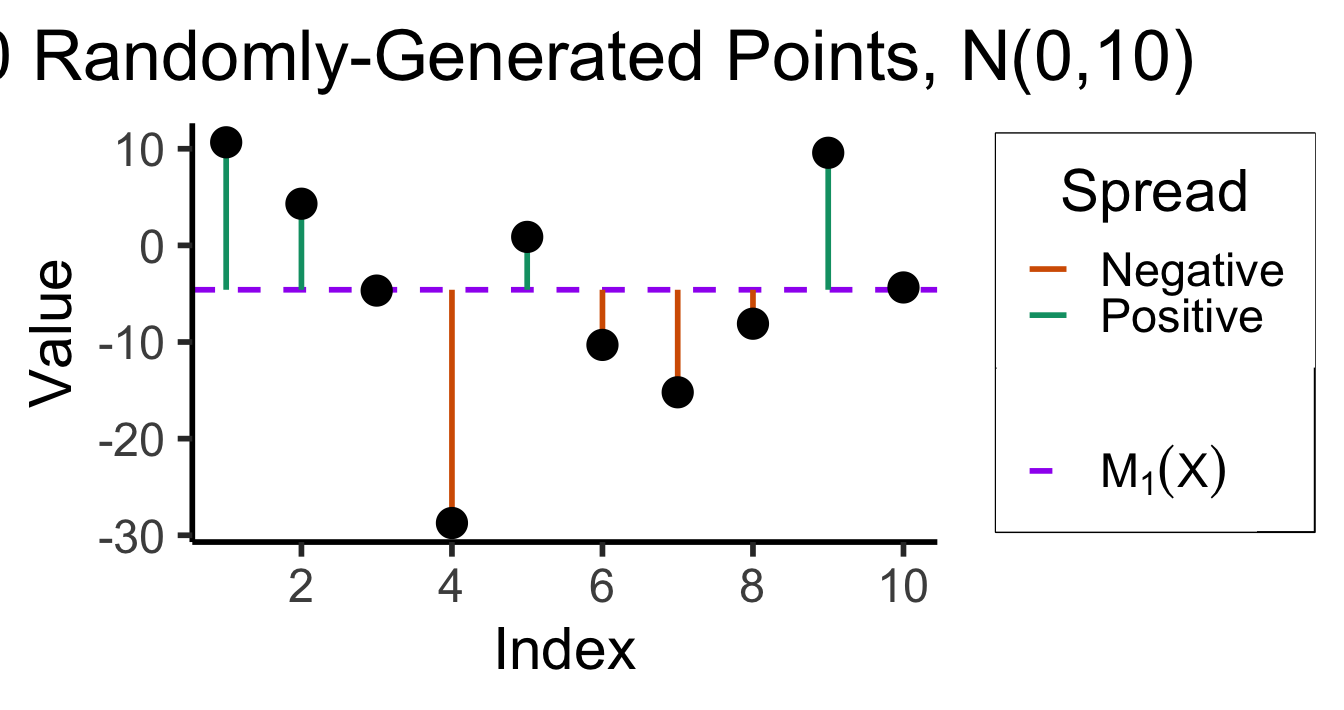 0 Randomly-Generated Points, N(0,10)
10
0
-10
-20
-30
Value
2 4 6 8 10
Index
Spread
Negative
Positive
M₁(X)